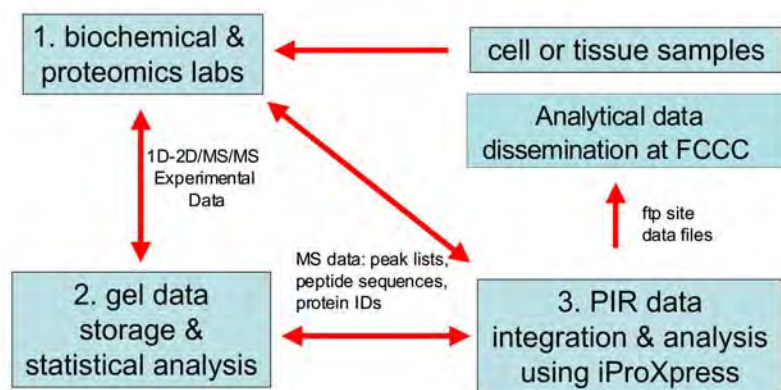 1. biochemical &
proteomics labs
cell or tissue samples
Analytical data
dissemination at FCCC
1D-2D/MS/MS
Experimental
Data
ftp site
data files
MS data: peak lists,
peptide sequences,
protein IDs
2. gel data
storage &
statistical analysis
3. PIR data
integration & analysis
using iProXpress